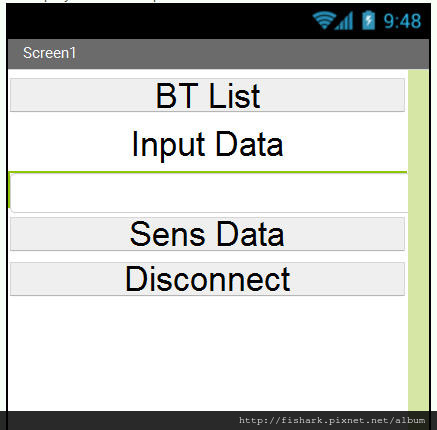 9:48
Screen1
BT List
Input Data
Sens Data
Disconnect
http://fishark.pixnet.net/album